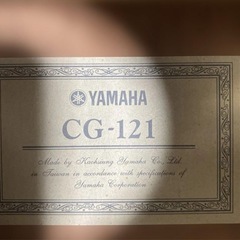 YAMAHA
CG-121
Made by Kaohsiung Yamaha Co., Ltd.
in Taiwan in accordance with specifications of
Yamaha Corporation